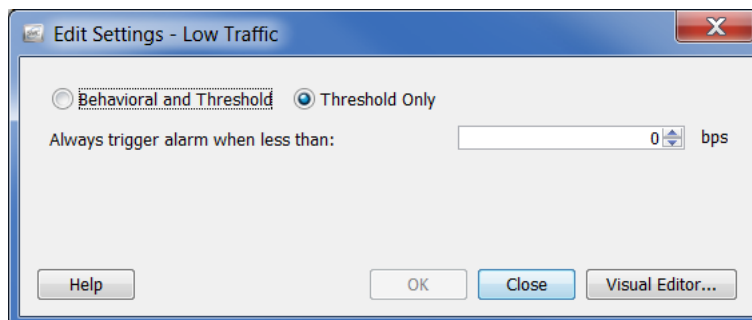 Edit Settings - Low Traffic
Behavioral and Threshold Threshold Only
Always trigger alarm when less than: 0 bps
Help OK Close Visual Editor...